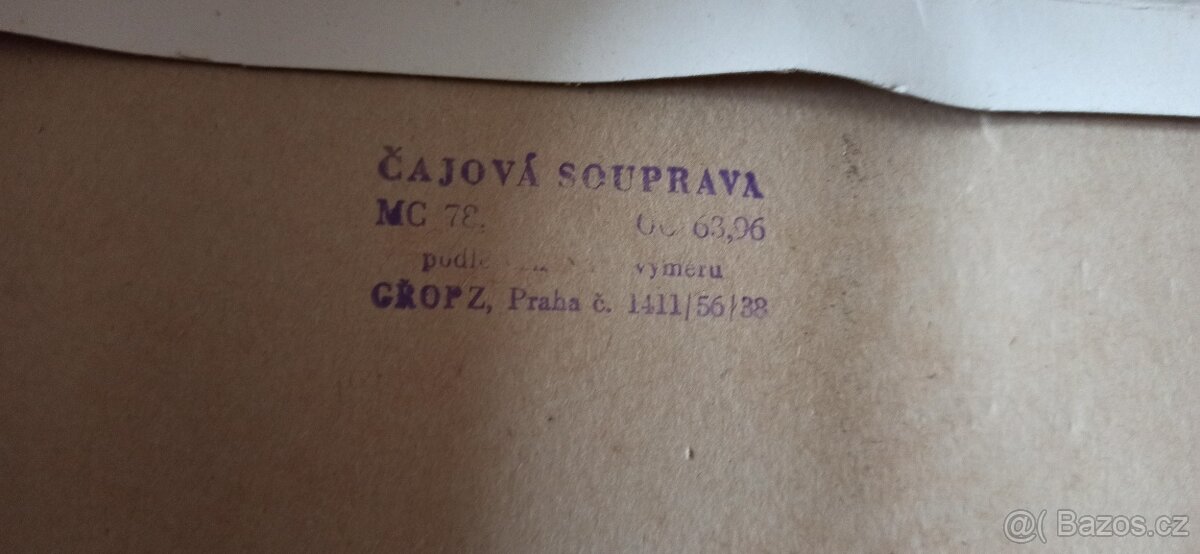 ČAJOVÁ SOUPRAVA
MC 78, 63,96
podle výměru
GŘOPZ, Praha č. 1411/56/38
@( Bazos.cz